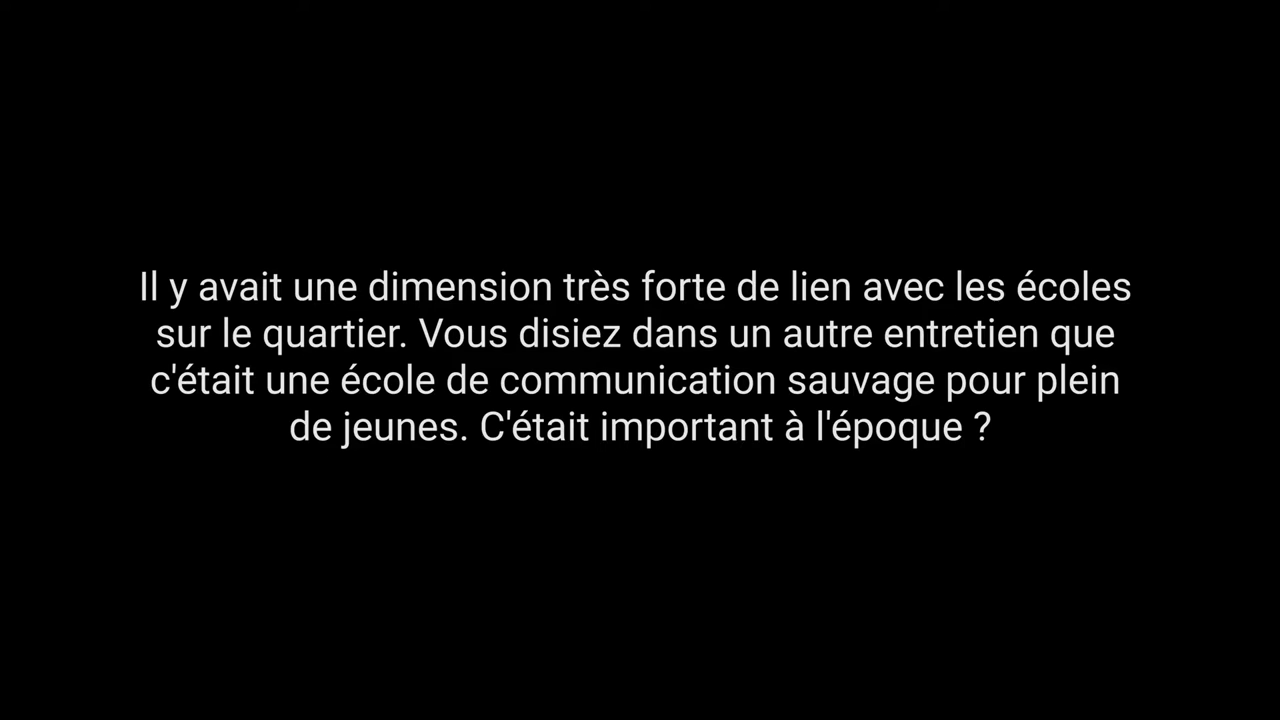 Il y avait une dimension très forte de lien avec les écoles
sur le quartier. Vous disiez dans un autre entretien que
c'était une école de communication sauvage pour plein
de jeunes. C'était important à l'époque ?